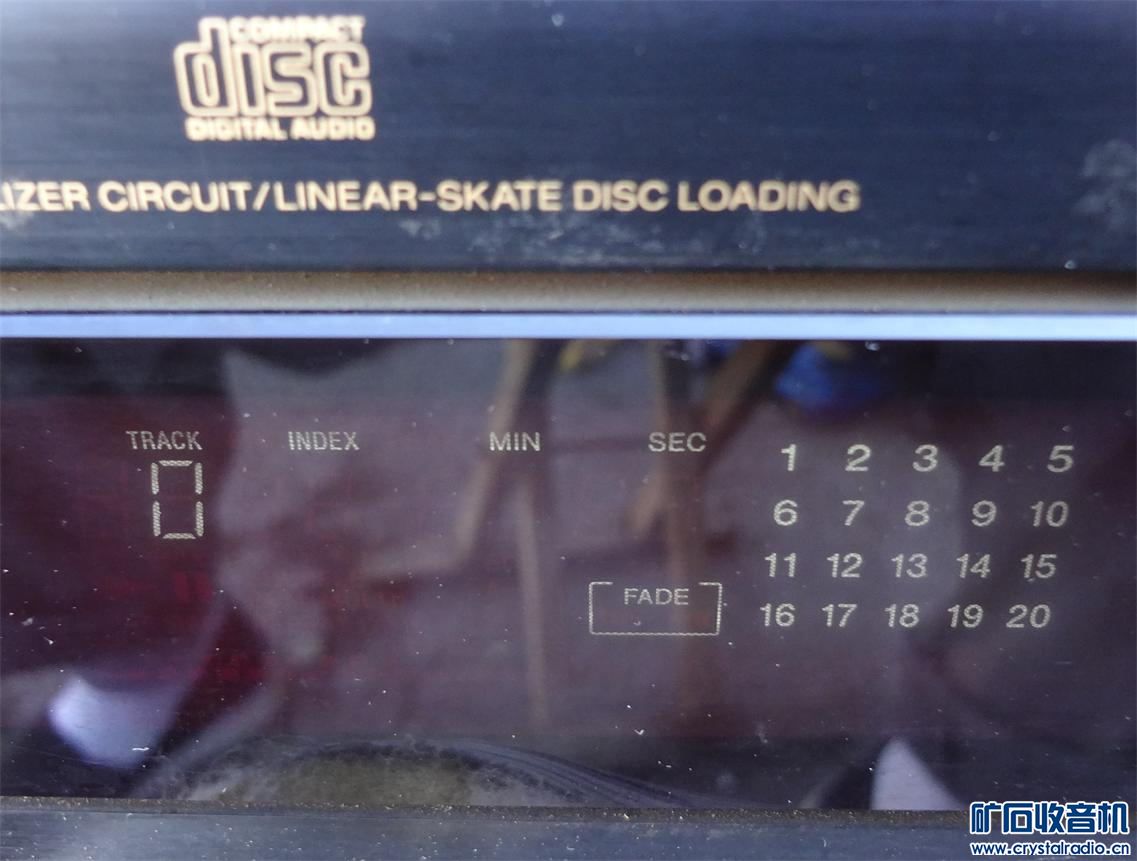 COMPACT
disc
DIGITAL AUDIO
LIZER CIRCUIT/LINEAR-SKATE DISC LOADING
TRACK INDEX MIN SEC
0
1 2 3 4 5
6 7 8 9 10
11 12 13 14 15
FADE
16 17 18 19 20
矿石收音机
www.crystalradio.cn